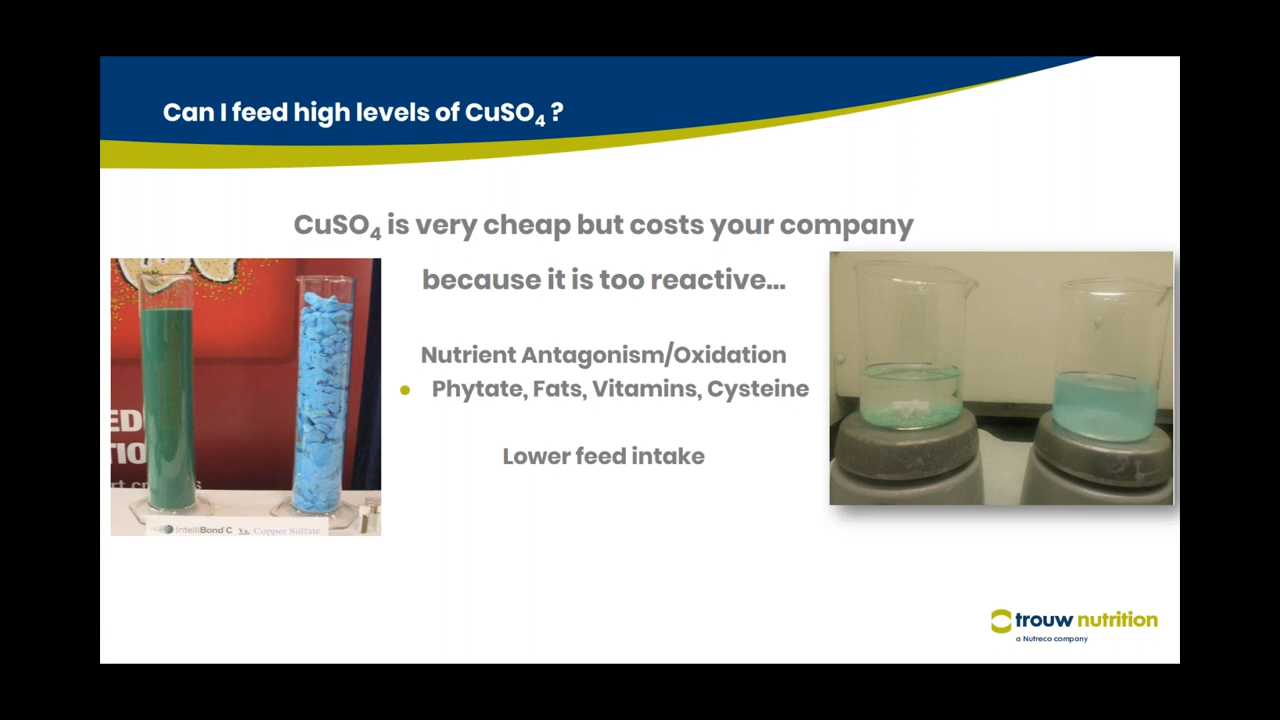 Can I feed high levels of CuSO₄ ?
CuSO₄ is very cheap but costs your company
because it is too reactive...
Nutrient Antagonism/Oxidation
• Phytate, Fats, Vitamins, Cysteine
Lower feed intake
IntelliBond C Vs. Copper Sulfate
trouw nutrition
a Nutreco company